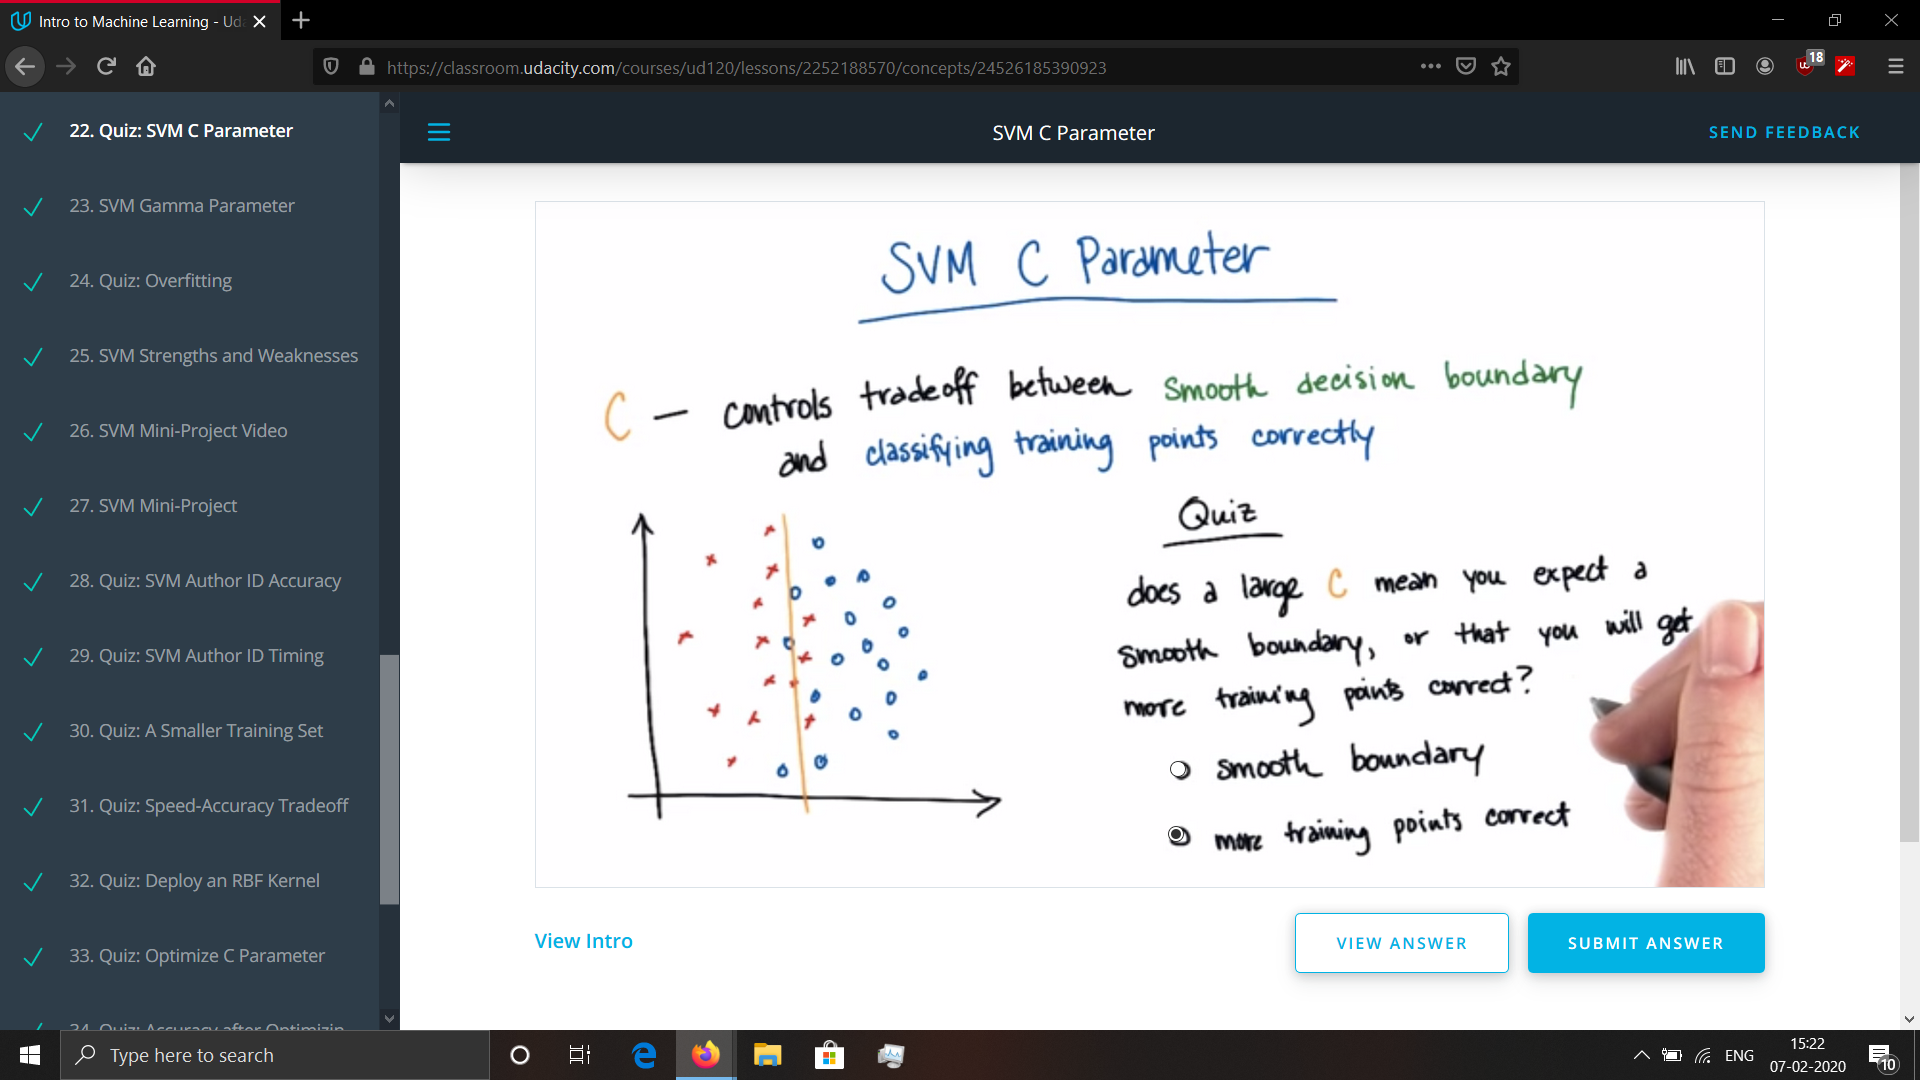 Intro to Machine Learning - Ud
https://classroom.udacity.com/courses/ud120/lessons/2252188570/concepts/24526185390923
18
22. Quiz: SVM C Parameter
23. SVM Gamma Parameter
24. Quiz: Overfitting
25. SVM Strengths and Weaknesses
26. SVM Mini-Project Video
27. SVM Mini-Project
28. Quiz: SVM Author ID Accuracy
29. Quiz: SVM Author ID Timing
30. Quiz: A Smaller Training Set
31. Quiz: Speed-Accuracy Tradeoff
32. Quiz: Deploy an RBF Kernel
33. Quiz: Optimize C Parameter
34. Quiz: Accuracy after Optimizin
SVM C Parameter
SEND FEEDBACK
SVM C Parameter
C — controls tradeoff between smooth decision boundary
and classifying training points correctly
Quiz
does a large C mean you expect a
smooth boundary, or that you will get
more training points correct?
smooth boundary
more training points correct
View Intro
VIEW ANSWER
SUBMIT ANSWER
Type here to search
ENG
15:22
07-02-2020
10